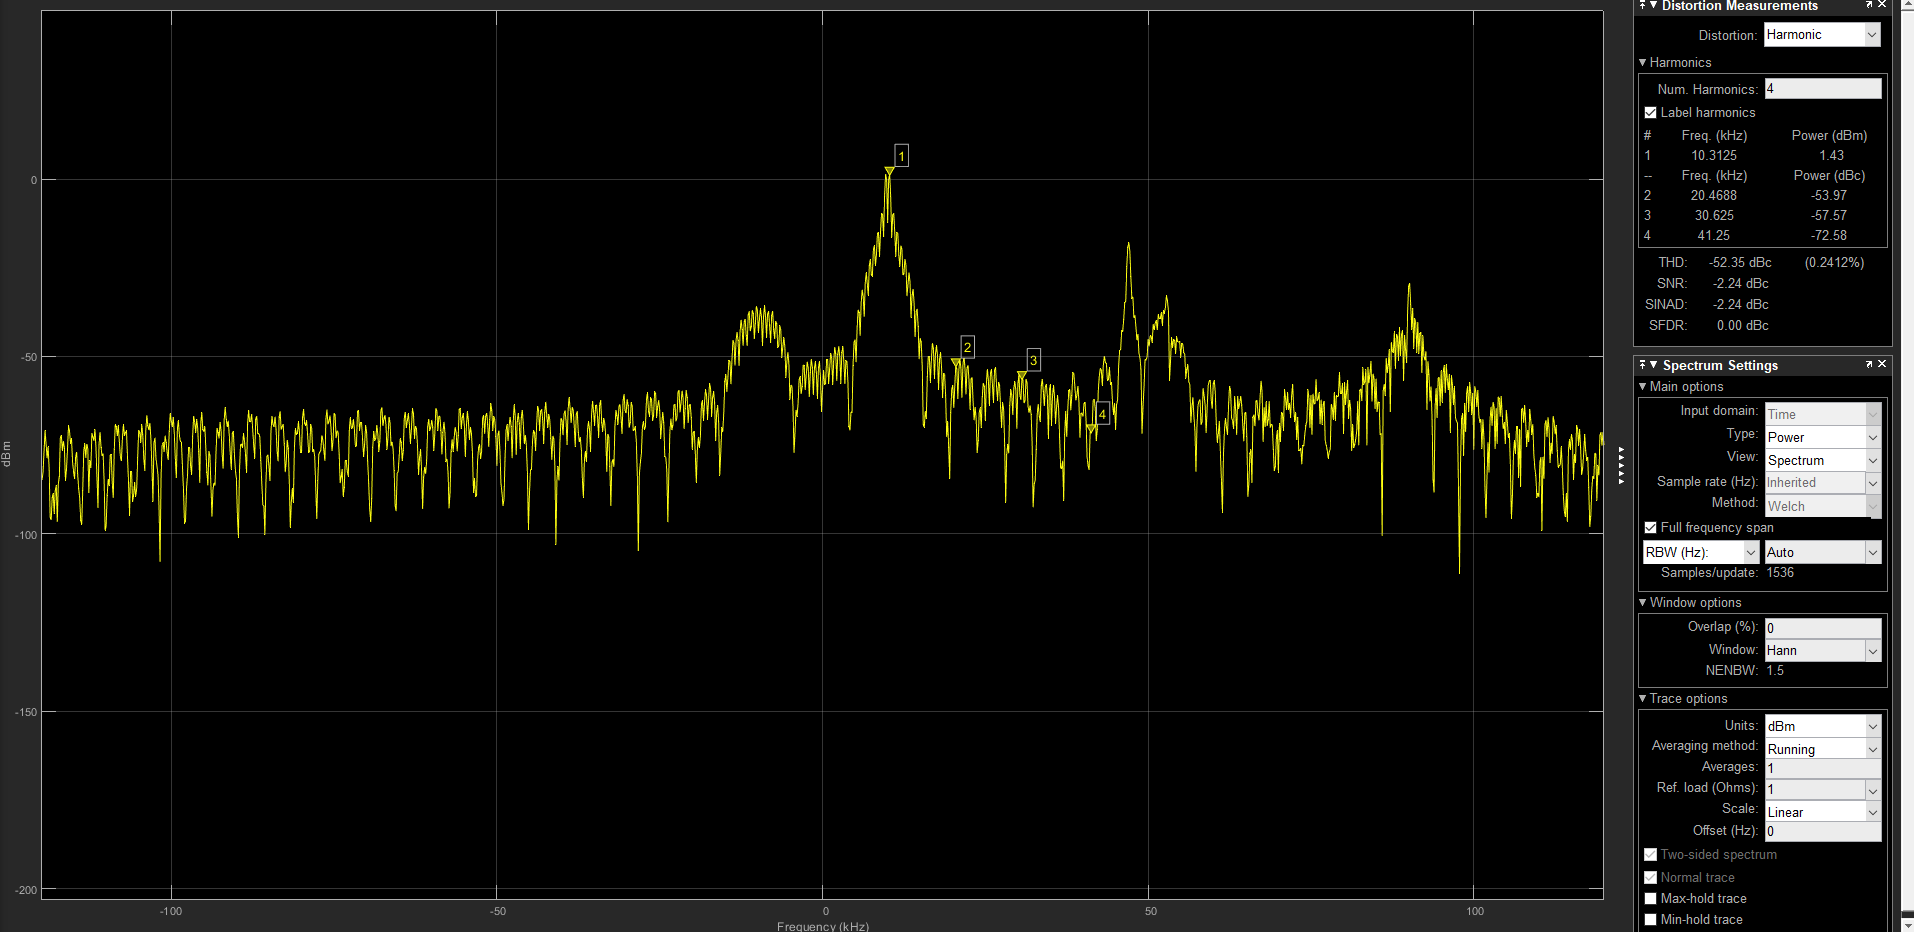 0
-50
-100
-150
-200
dBm
-100
-50
0
50
100
Frequency (kHz)
1
2
3
4
Distortion Measurements
Distortion: Harmonic
Harmonics
Num. Harmonics: 4
Label harmonics
# Freq. (kHz) Power (dBm)
1 10.3125 1.43
-- Freq. (kHz) Power (dBc)
2 20.4688 -53.97
3 30.625 -57.57
4 41.25 -72.58
THD: -52.35 dBc (0.2412%)
SNR: -2.24 dBc
SINAD: -2.24 dBc
SFDR: 0.00 dBc
Spectrum Settings
Main options
Input domain: Time
Type: Power
View: Spectrum
Sample rate (Hz): Inherited
Method: Welch
Full frequency span
RBW (Hz): Auto
Samples/update: 1536
Window options
Overlap (%): 0
Window: Hann
NENBW: 1.5
Trace options
Units: dBm
Averaging method: Running
Averages: 1
Ref. load (Ohms): 1
Scale: Linear
Offset (Hz): 0
Two-sided spectrum
Normal trace
Max-hold trace
Min-hold trace